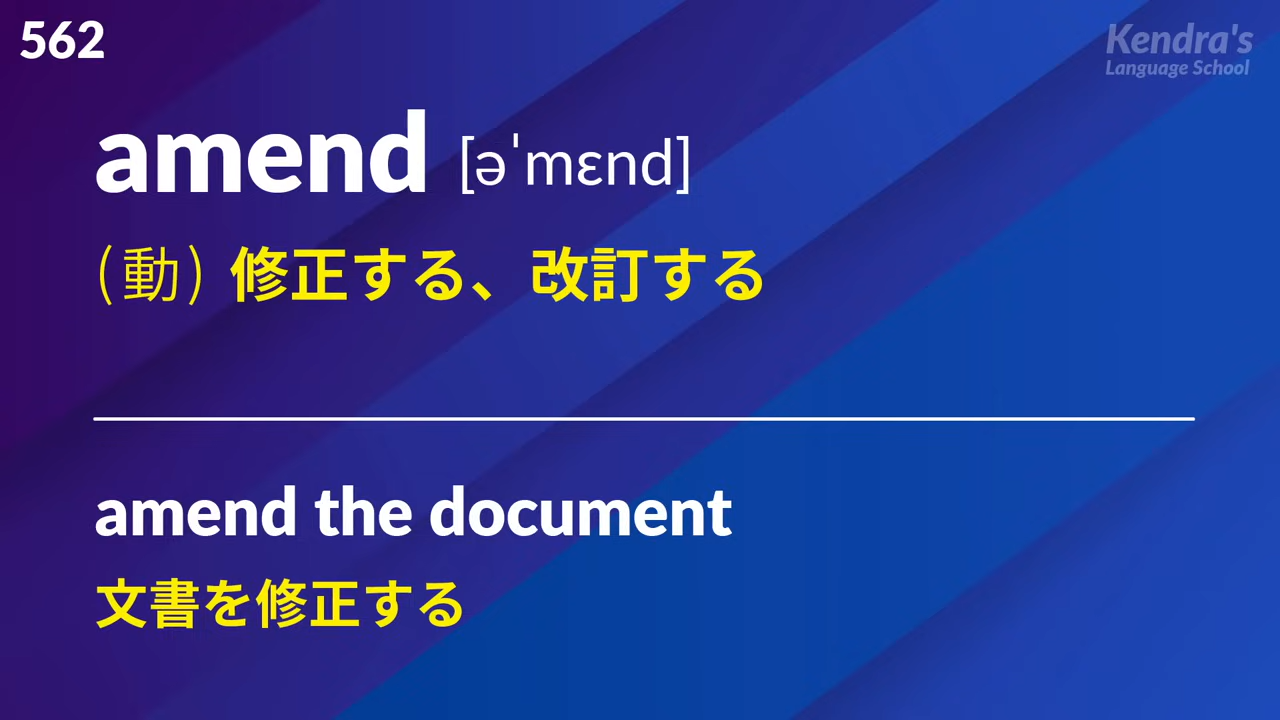 562
Kendra's
Language School
amend [əˈmɛnd]
(動) 修正する、改訂する
amend the document
文書を修正する